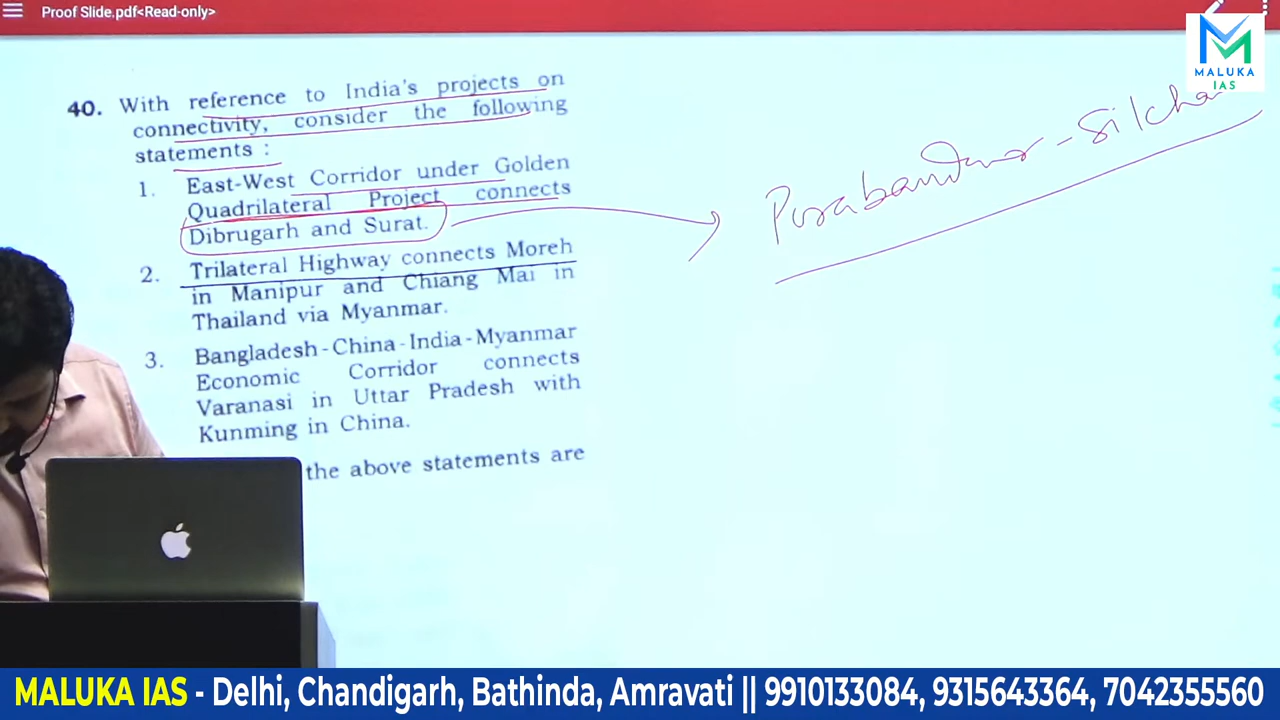 Proof Slide.pdf<Read-only>
MALUKA
IAS
40. With reference to India's projects on
connectivity, consider the following
statements :
1. East-West Corridor under Golden
Quadrilateral Project connects
Dibrugarh and Surat.
Porabandar - Silchar
2. Trilateral Highway connects Moreh
in Manipur and Chiang Mai in
Thailand via Myanmar.
3. Bangladesh-China-India-Myanmar
Economic Corridor connects
Varanasi in Uttar Pradesh with
Kunming in China.
the above statements are
MALUKA IAS - Delhi, Chandigarh, Bathinda, Amravati || 9910133084, 9315643364, 7042355560